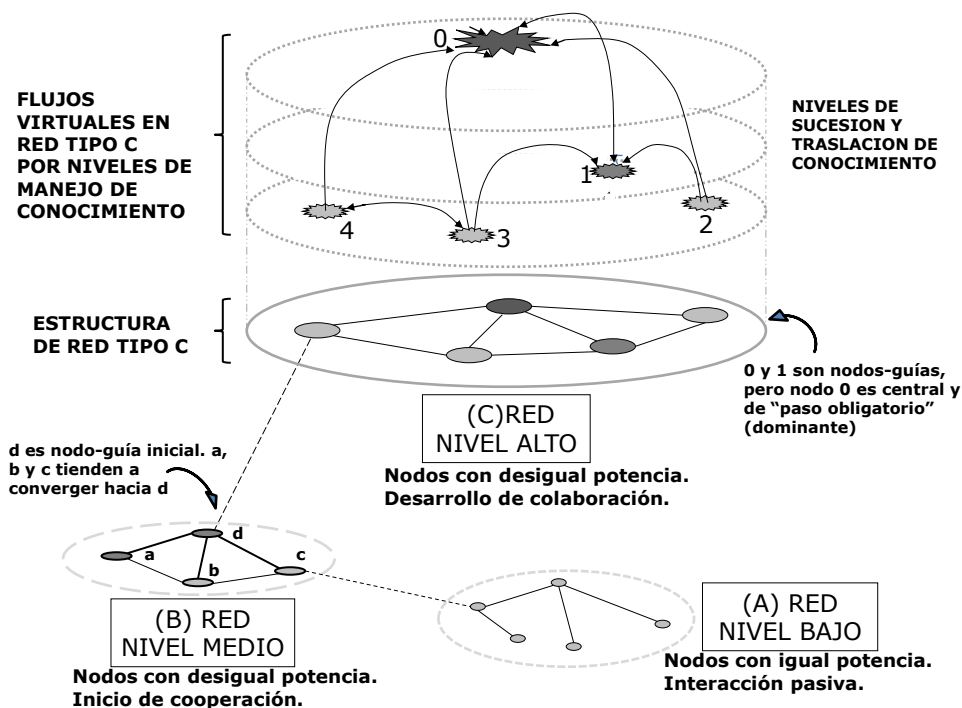 0
FLUJOS
VIRTUALES EN
RED TIPO C
POR NIVELES DE
MANEJO DE
CONOCIMIENTO
NIVELES DE
SUCESION Y
TRASLACION DE
CONOCIMIENTO
1
4
3
2
ESTRUCTURA
DE RED TIPO C
0 y 1 son nodos-guías,
pero nodo 0 es central y
de “paso obligatorio”
(dominante)
(C)RED
NIVEL ALTO
Nodos con desigual potencia.
Desarrollo de colaboración.
d es nodo-guía inicial. a,
b y c tienden a
converger hacia d
d
a
b
c
(B) RED
NIVEL MEDIO
Nodos con desigual potencia.
Inicio de cooperación.
(A) RED
NIVEL BAJO
Nodos con igual potencia.
Interacción pasiva.